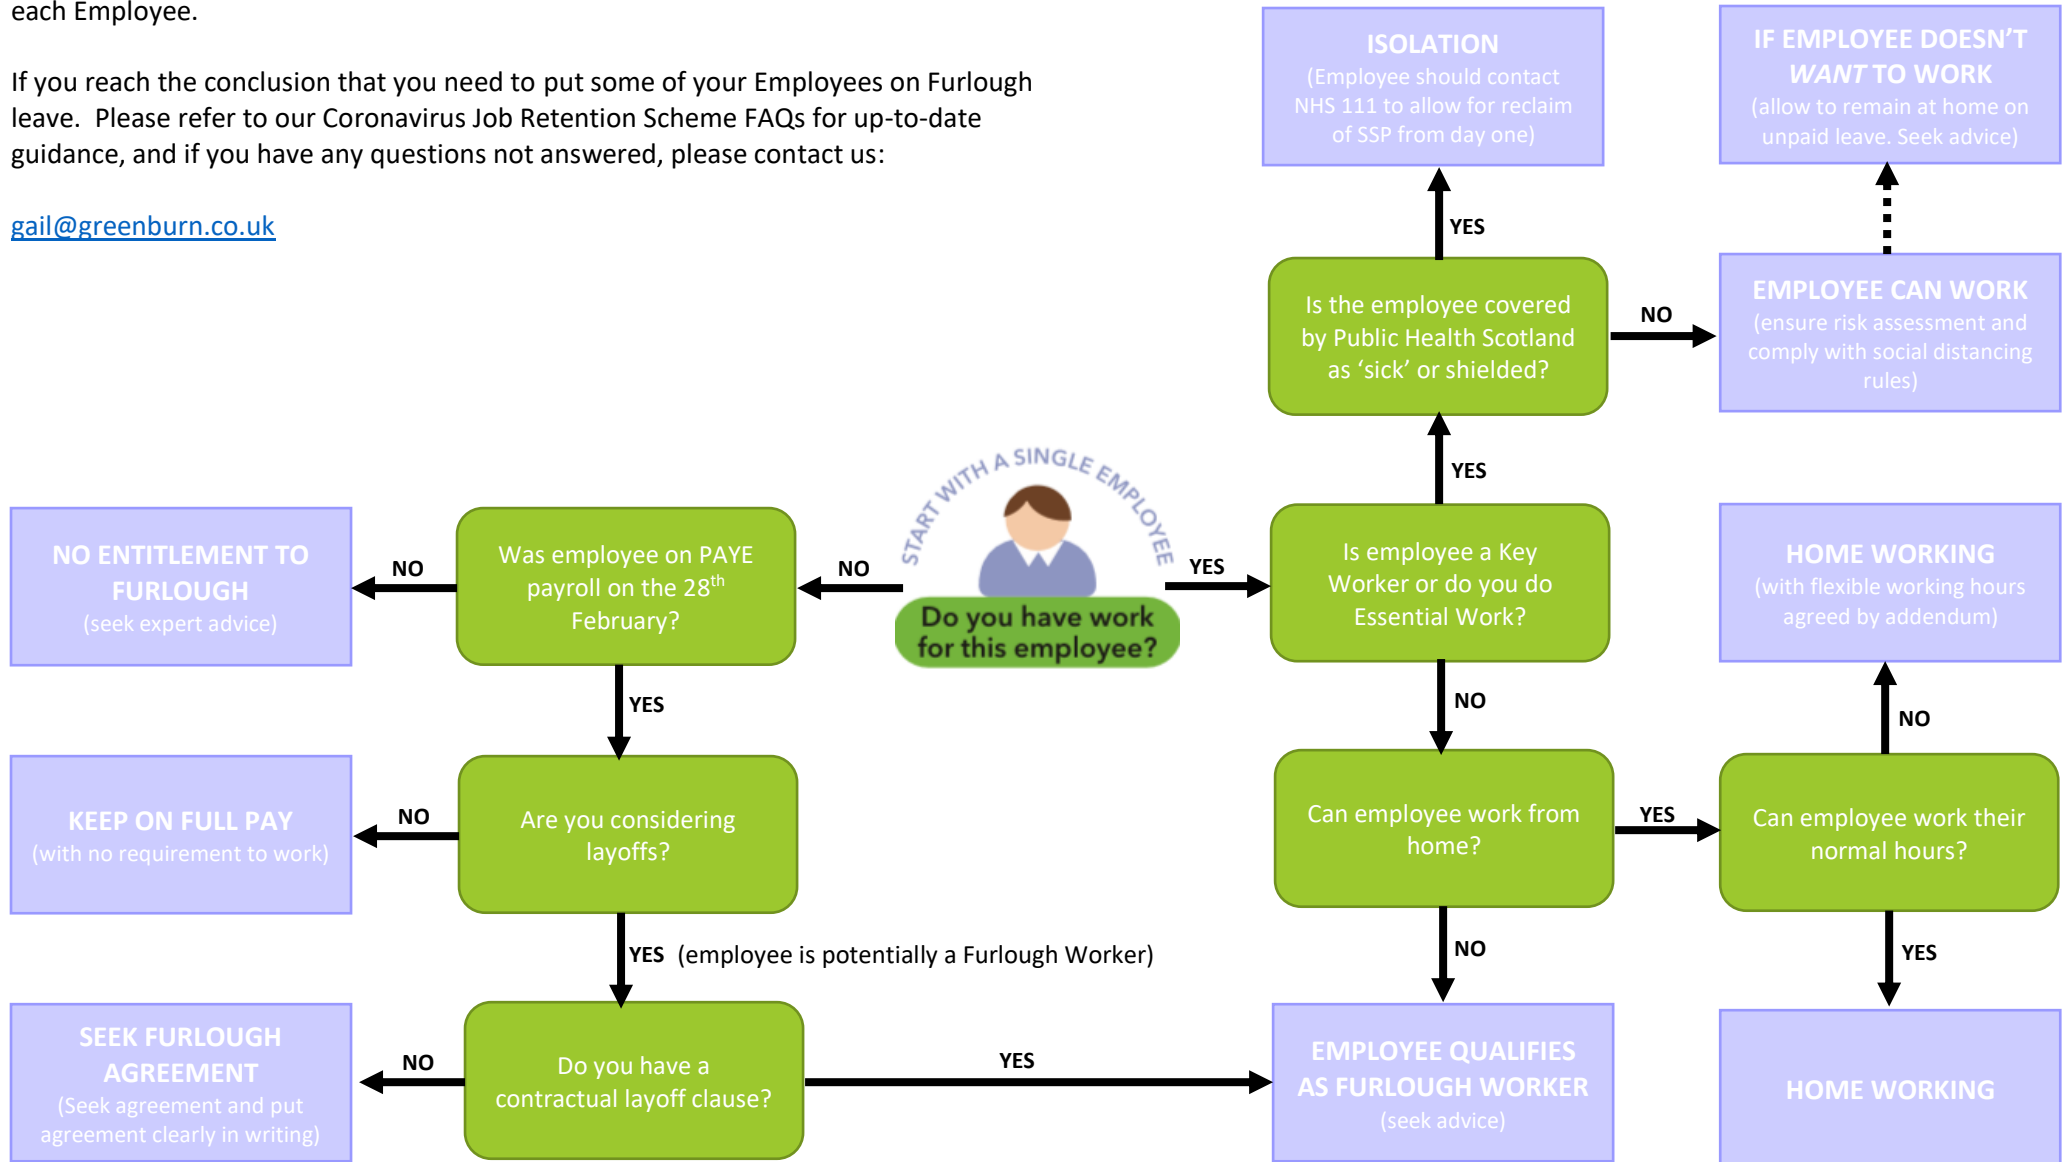 each Employee.
If you reach the conclusion that you need to put some of your Employees on Furlough
leave.  Please refer to our Coronavirus Job Retention Scheme FAQs for up-to-date
guidance, and if you have any questions not answered, please contact us:
gail@greenburn.co.uk
ISOLATION
(Employee should contact
NHS 111 to allow for reclaim
of SSP from day one)
IF EMPLOYEE DOESN'T
WANT TO WORK
(allow to remain at home on
unpaid leave. Seek advice)
YES
Is the employee covered
by Public Health Scotland
as ‘sick’ or shielded?
NO
EMPLOYEE CAN WORK
(ensure risk assessment and
comply with social distancing
rules)
YES
START WITH A SINGLE EMPLOYEE
Do you have work
for this employee?
NO
Was employee on PAYE
payroll on the 28th
February?
NO
NO ENTITLEMENT TO
FURLOUGH
(seek expert advice)
YES
Is employee a Key
Worker or do you do
Essential Work?
HOME WORKING
(with flexible working hours
agreed by addendum)
YES
NO
NO
KEEP ON FULL PAY
(with no requirement to work)
NO
Are you considering
layoffs?
Can employee work from
home?
YES
Can employee work their
normal hours?
YES (employee is potentially a Furlough Worker)
NO
YES
SEEK FURLOUGH
AGREEMENT
(Seek agreement and put
agreement clearly in writing)
NO
Do you have a
contractual layoff clause?
YES
EMPLOYEE QUALIFIES
AS FURLOUGH WORKER
(seek advice)
HOME WORKING